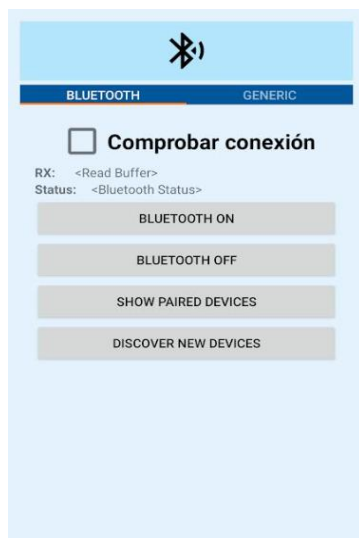 BLUETOOTH GENERIC
Comprobar conexión
RX: <Read Buffer>
Status: <Bluetooth Status>
BLUETOOTH ON
BLUETOOTH OFF
SHOW PAIRED DEVICES
DISCOVER NEW DEVICES